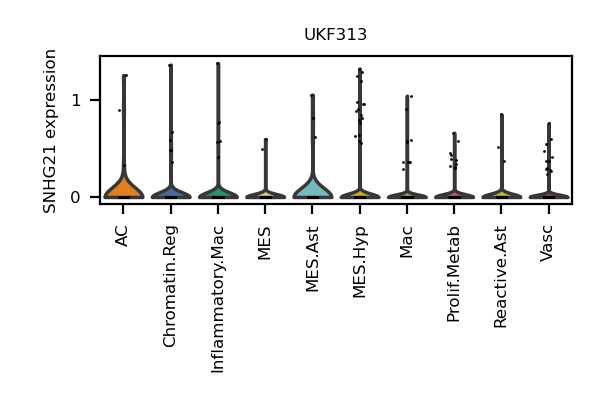 UKF313
SNHG21 expression
1
0
AC
Chromatin.Reg
Inflammatory.Mac
MES
MES.Ast
MES.Hyp
Mac
Prolif.Metab
Reactive.Ast
Vasc